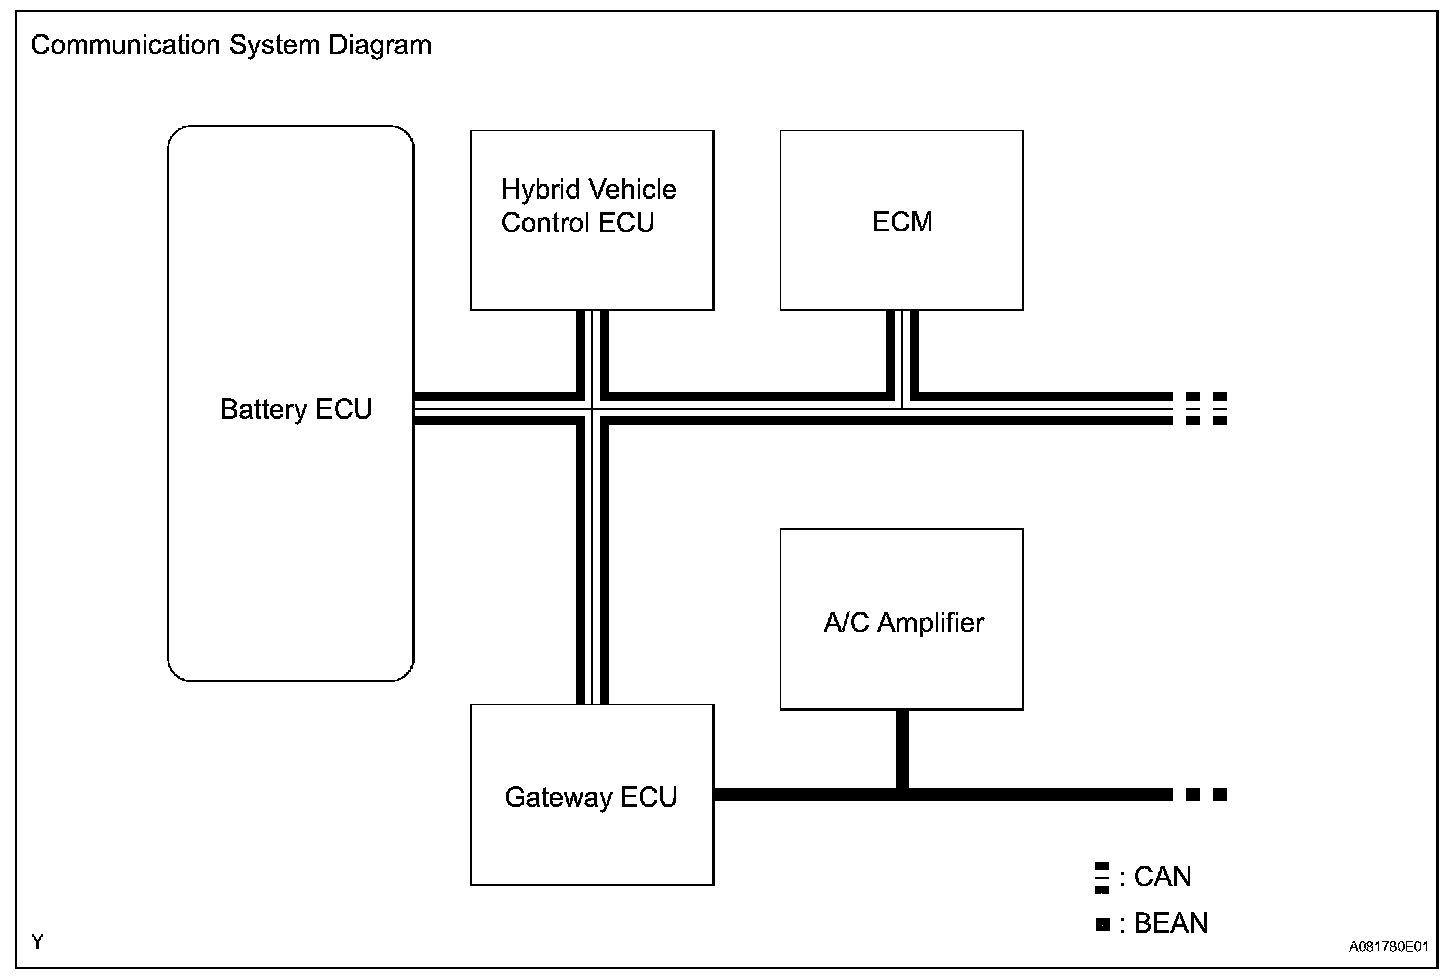 Communication System Diagram
Hybrid Vehicle
Control ECU
ECM
Battery ECU
A/C Amplifier
Gateway ECU
: CAN
: BEAN
Y
A081780E01